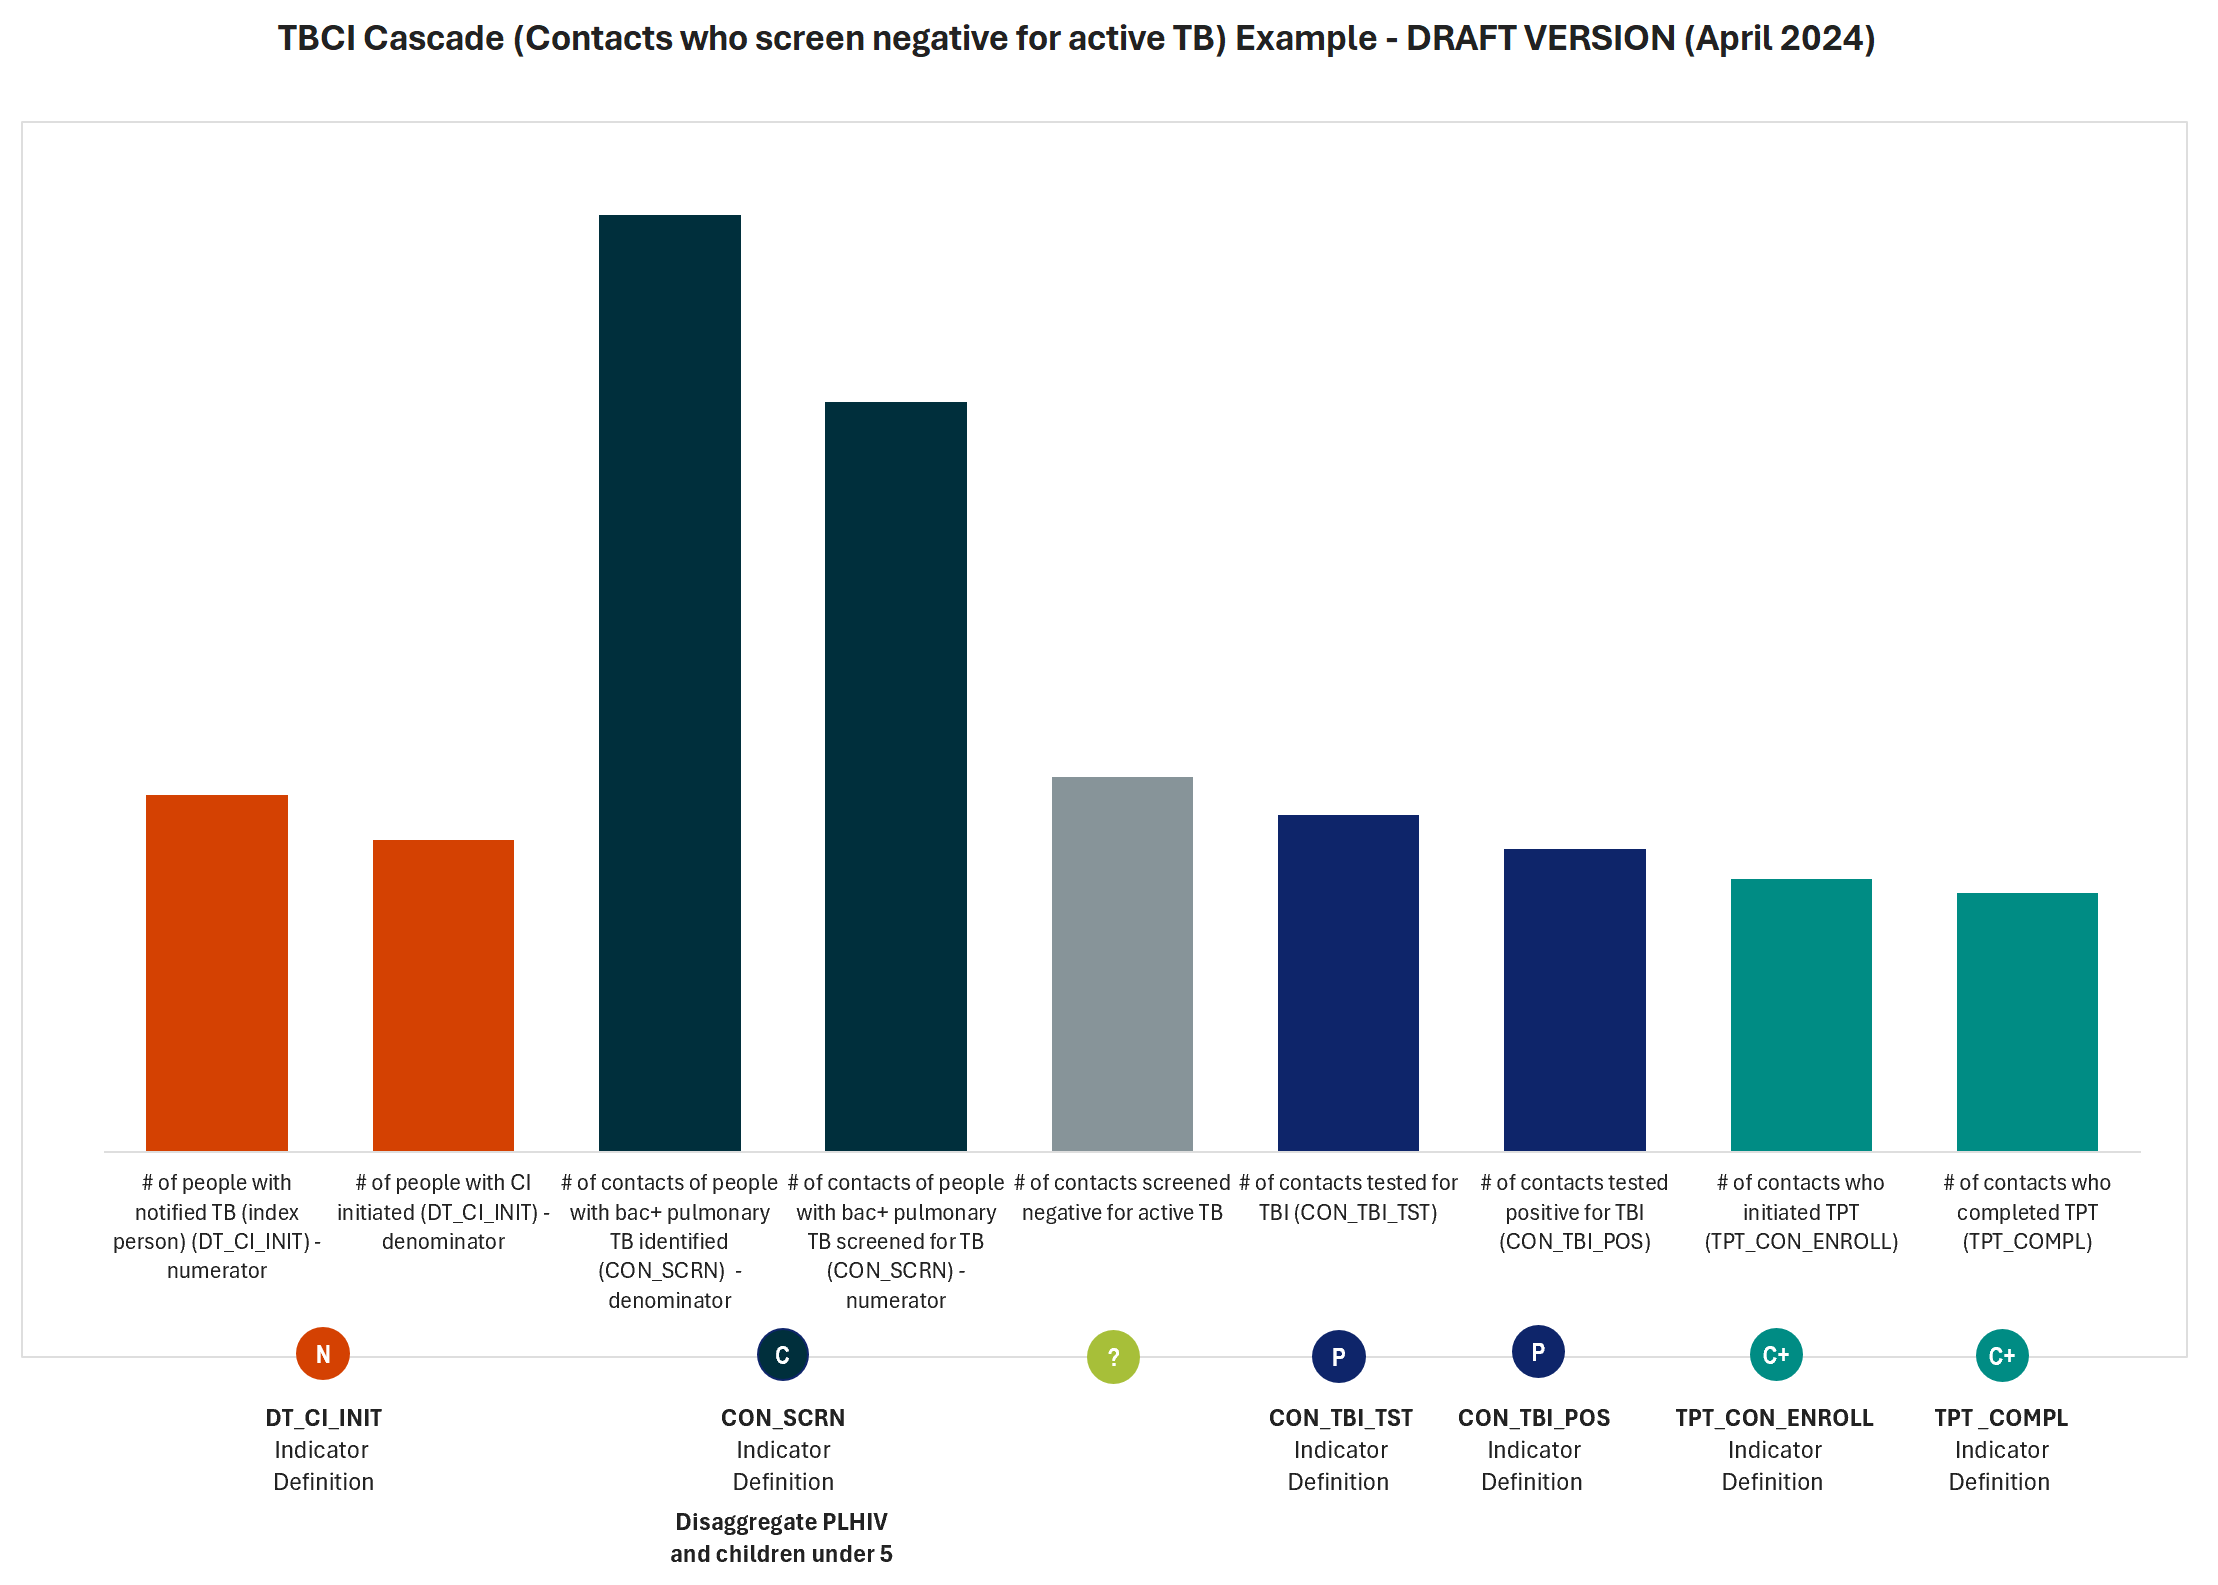 TBCI Cascade (Contacts who screen negative for active TB) Example - DRAFT VERSION (April 2024)
# of people with
notified TB (index
person) (DT_CI_INIT) -
numerator
# of people with CI
initiated (DT_CI_INIT) -
denominator
# of contacts of people
with bac+ pulmonary
TB identified
(CON_SCRN) -
denominator
# of contacts of people
with bac+ pulmonary
TB screened for TB
(CON_SCRN) -
numerator
# of contacts screened
negative for active TB
# of contacts tested for
TBI (CON_TBI_TST)
# of contacts tested
positive for TBI
(CON_TBI_POS)
# of contacts who
initiated TPT
(TPT_CON_ENROLL)
# of contacts who
completed TPT
(TPT_COMPL)
N
C
?
P
P
C+
C+
DT_CI_INIT
Indicator
Definition
CON_SCRN
Indicator
Definition
Disaggregate PLHIV
and children under 5
CON_TBI_TST
Indicator
Definition
CON_TBI_POS
Indicator
Definition
TPT_CON_ENROLL
Indicator
Definition
TPT _COMPL
Indicator
Definition